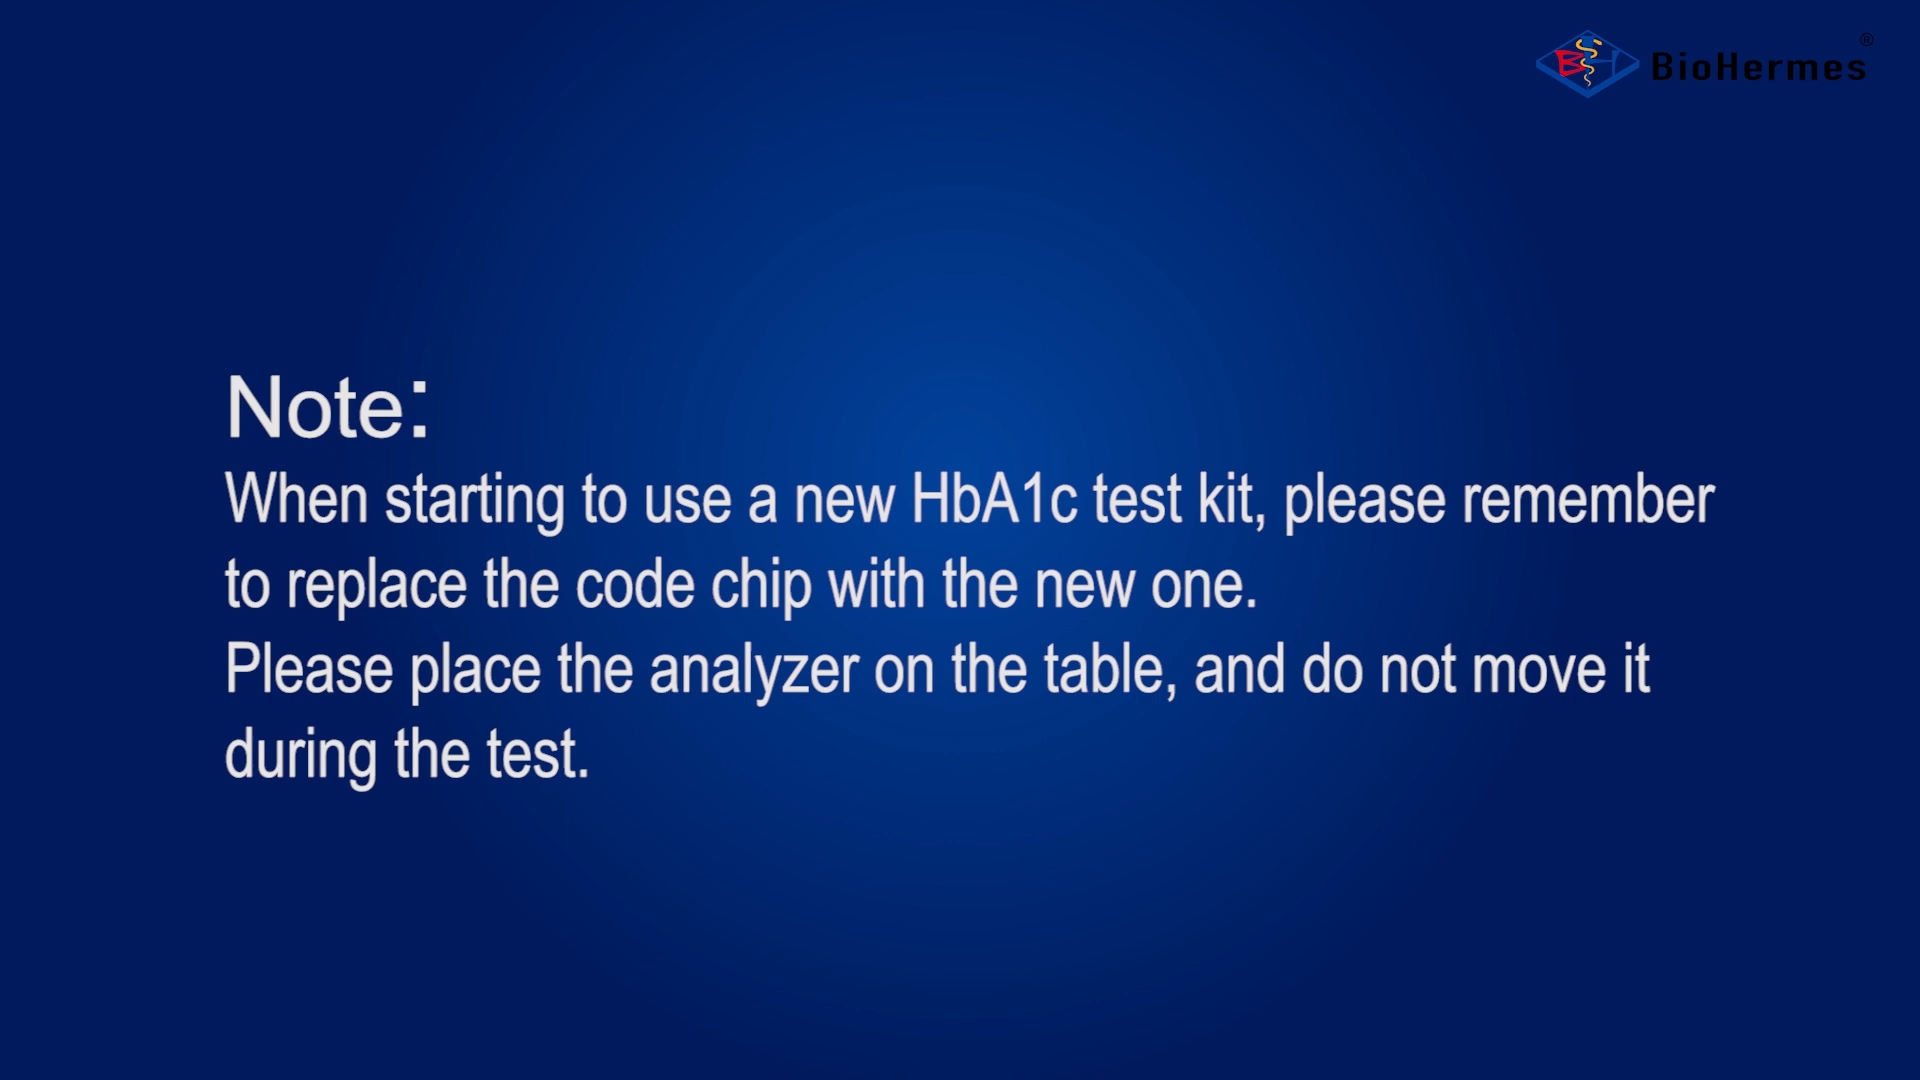 BioHermes®
Note:
When starting to use a new HbA1c test kit, please remember
to replace the code chip with the new one.
Please place the analyzer on the table, and do not move it
during the test.